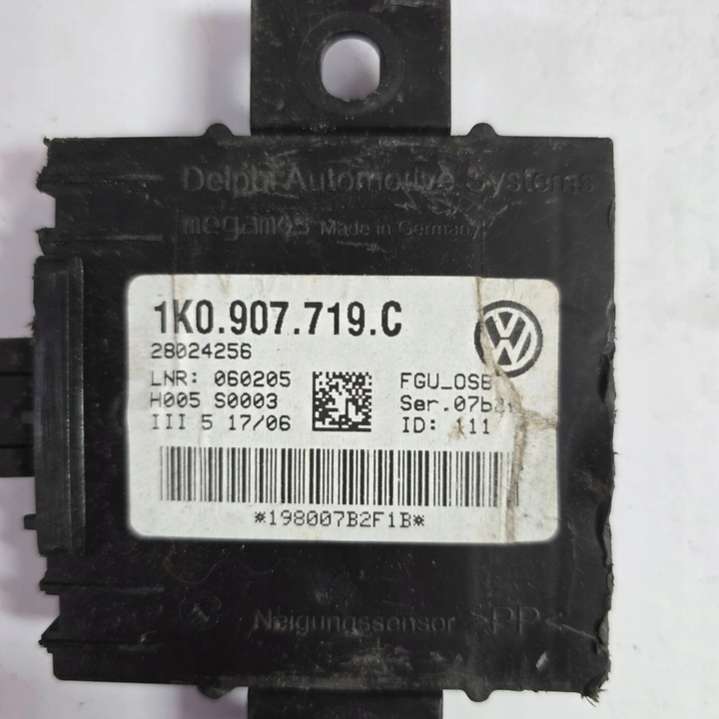 Delphi Automotive Systems
megamos Made in Germany
1K0.907.719.C
28024256
LNR: 060205 FGU_OSB
H005 S0003
III 5 17/06 ID: 111
*198007B2F1B*
Neigungssensor >PP<